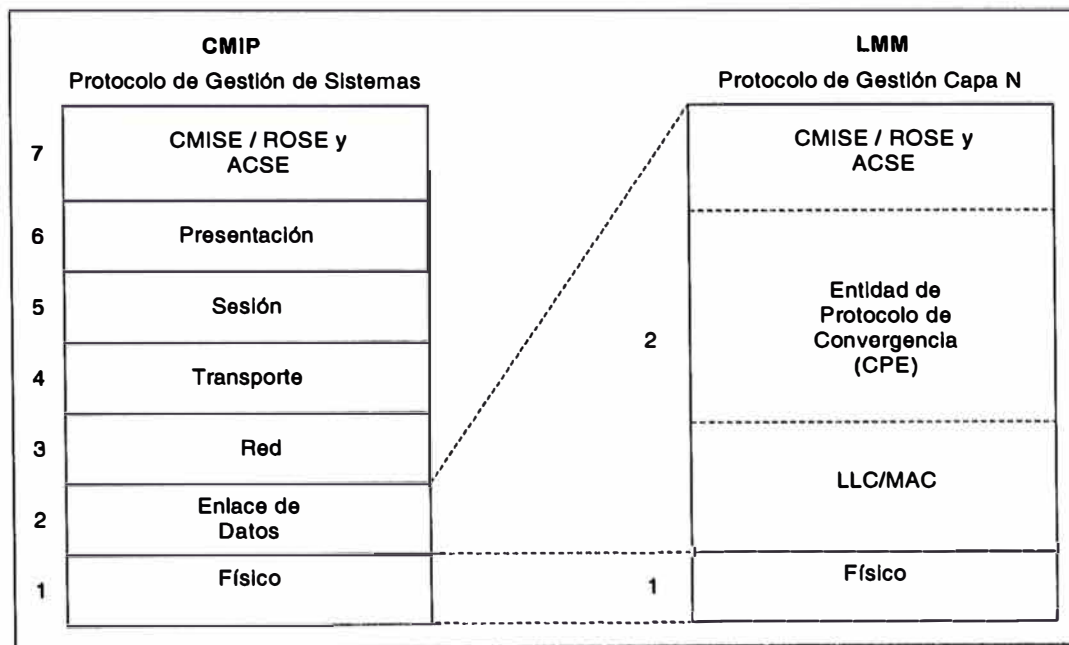 CMIP
Protocolo de Gestión de Sistemas
7
CMISE / ROSE y
ACSE
6
Presentación
5
Sesión
4
Transporte
3
Red
2
Enlace de
Datos
1
Físico
LMM
Protocolo de Gestión Capa N
CMISE / ROSE y
ACSE
2
Entidad de
Protocolo de
Convergencia
(CPE)
LLC/MAC
1
Físico